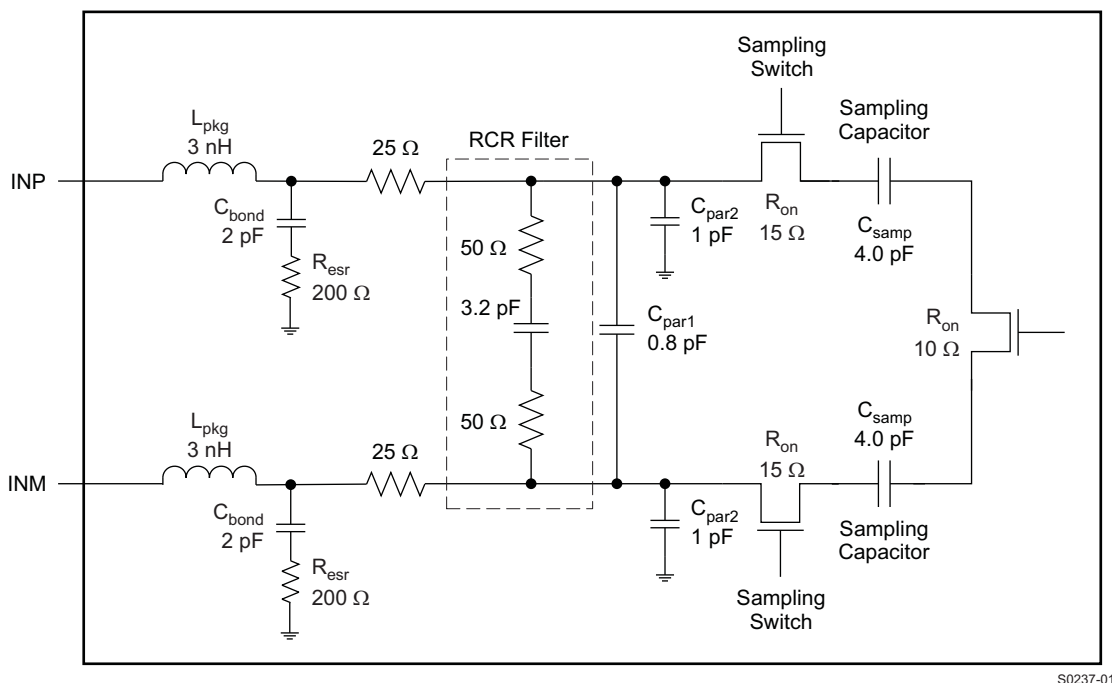 Sampling
Switch
Sampling
Capacitor
L_pkg
3 nH
25 Ω
RCR Filter
INP
C_bond
2 pF
R_esr
200 Ω
50 Ω
3.2 pF
50 Ω
C_par1
0.8 pF
C_par2
1 pF
R_on
15 Ω
C_samp
4.0 pF
R_on
10 Ω
L_pkg
3 nH
25 Ω
INM
C_bond
2 pF
R_esr
200 Ω
C_par2
1 pF
R_on
15 Ω
C_samp
4.0 pF
Sampling
Capacitor
Sampling
Switch
S0237-01